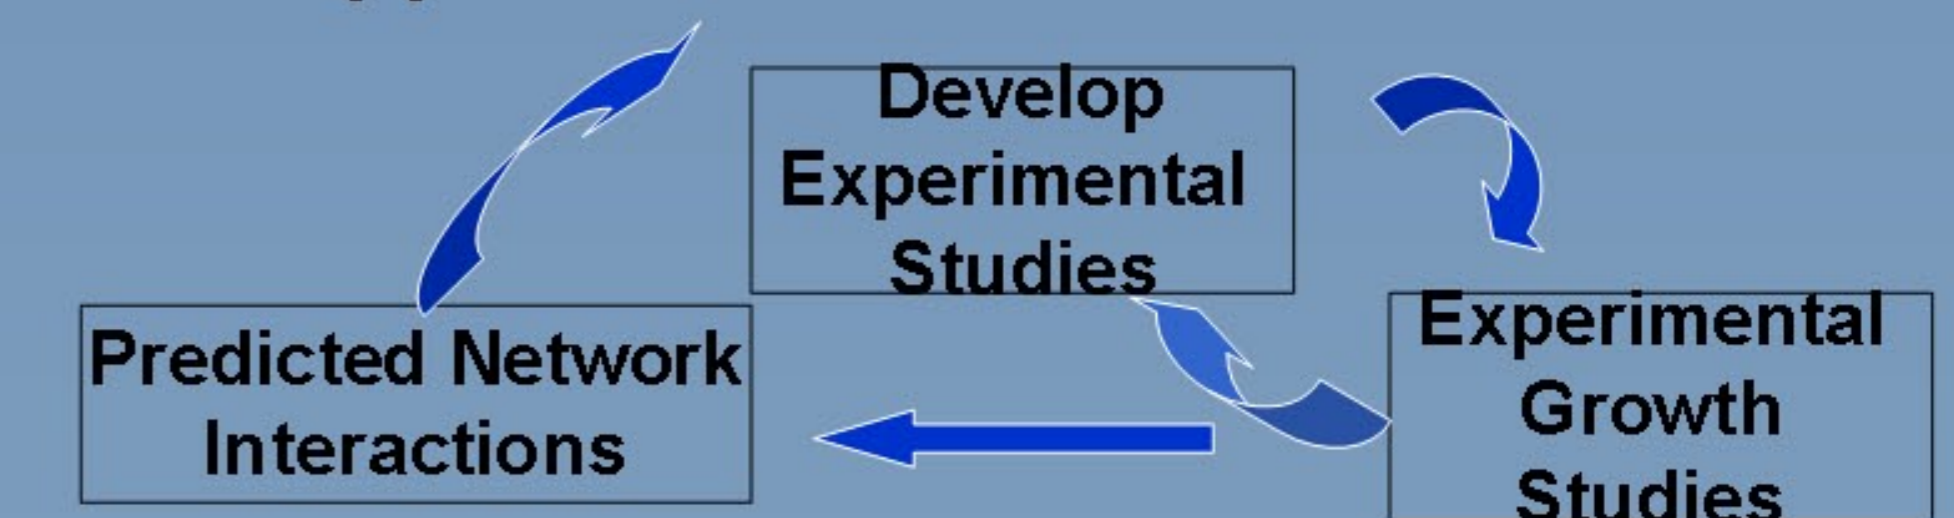 Develop
Experimental
Studies
Predicted Network
Interactions
Experimental
Growth
Studies